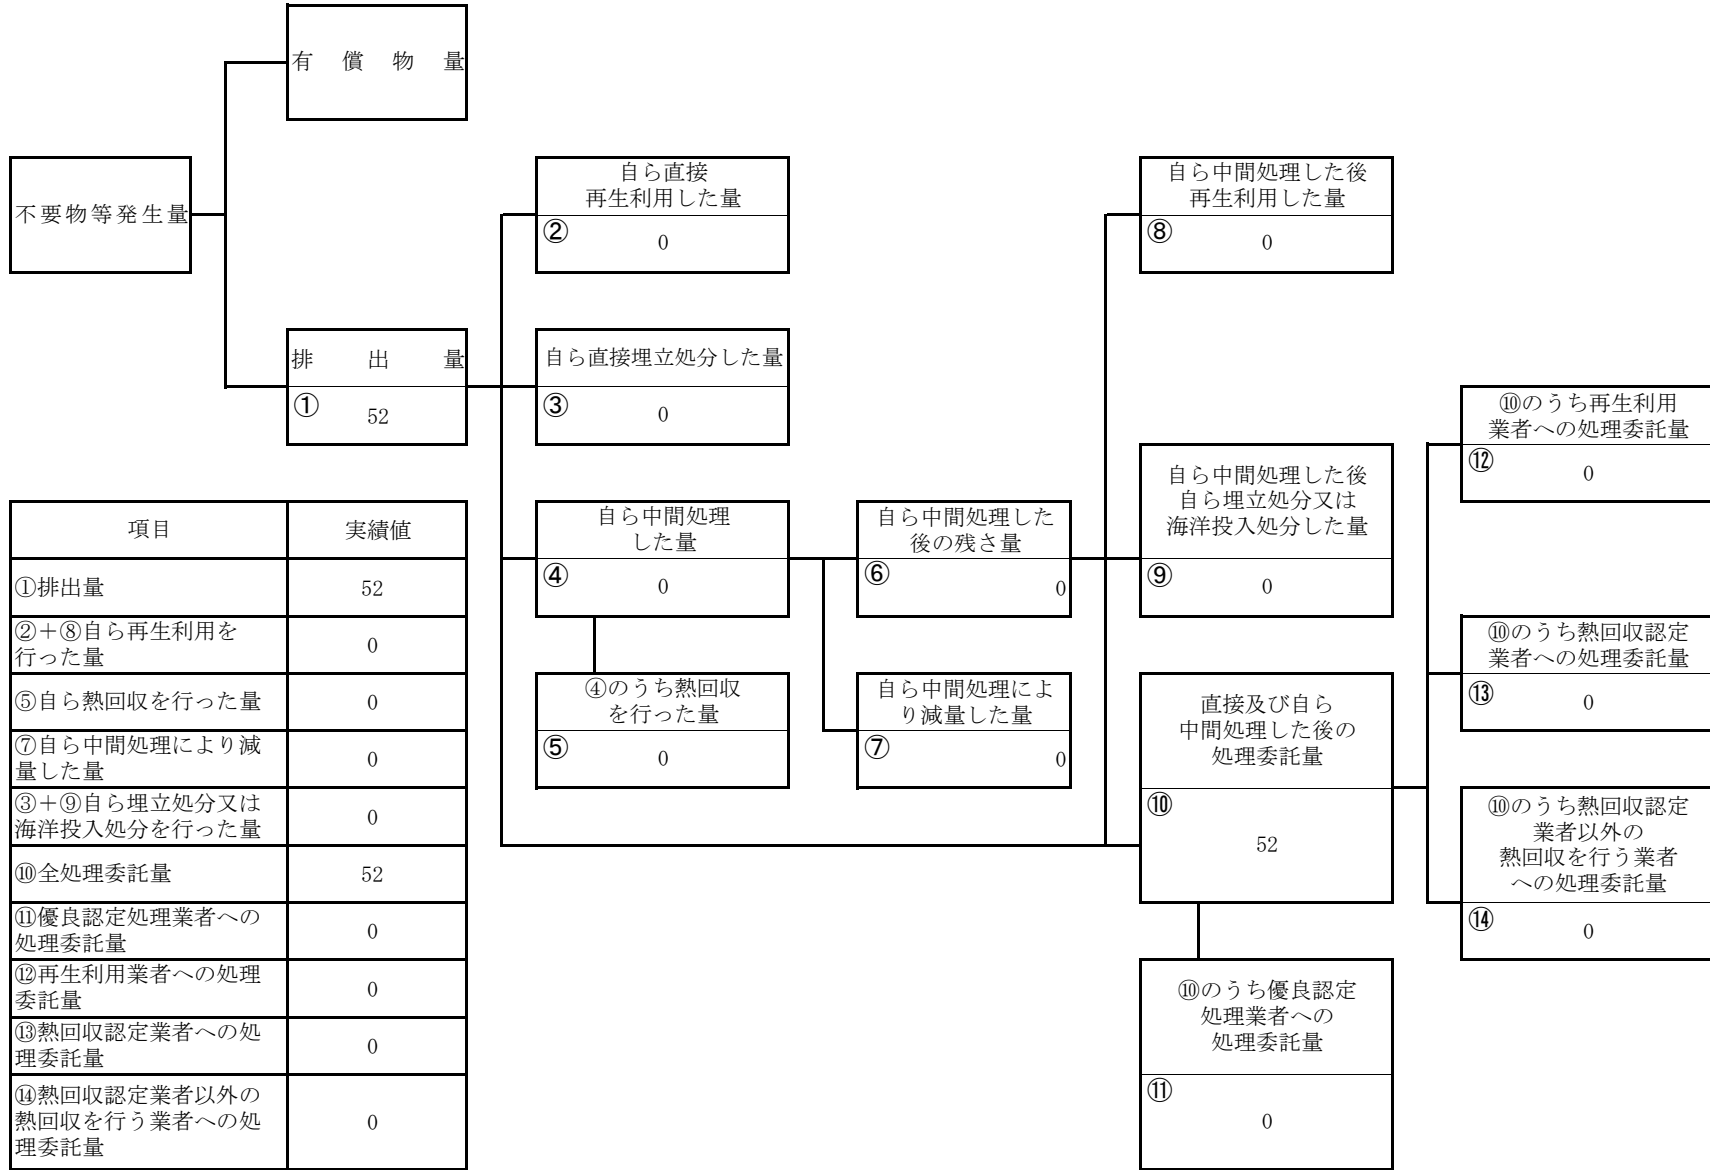 有償物量
不要物等発生量
自ら直接
再生利用した量
②
0
自ら中間処理した後
再生利用した量
⑧
0
排出量
①
52
自ら直接埋立処分した量
③
0
自ら中間処理
した量
④
0
自ら中間処理した
後の残さ量
⑥
0
自ら中間処理した後
自ら埋立処分又は
海洋投入処分した量
⑨
0
⑩のうち再生利用
業者への処理委託量
⑫
0
④のうち熱回収
を行った量
⑤
0
自ら中間処理によ
り減量した量
⑦
0
直接及び自ら
中間処理した後の
処理委託量
⑩
52
⑩のうち熱回収認定
業者への処理委託量
⑬
0
⑩のうち熱回収認定
業者以外の
熱回収を行う業者
への処理委託量
⑭
0
⑩のうち優良認定
処理業者への
処理委託量
⑪
0
項目 実績値
①排出量 52
②＋⑧自ら再生利用を
行った量 0
⑤自ら熱回収を行った量 0
⑦自ら中間処理により減
量した量 0
③＋⑨自ら埋立処分又は
海洋投入処分を行った量 0
⑩全処理委託量 52
⑪優良認定処理業者への
処理委託量 0
⑫再生利用業者への処理
委託量 0
⑬熱回収認定業者への処
理委託量 0
⑭熱回収認定業者以外の
熱回収を行う業者への処
理委託量 0